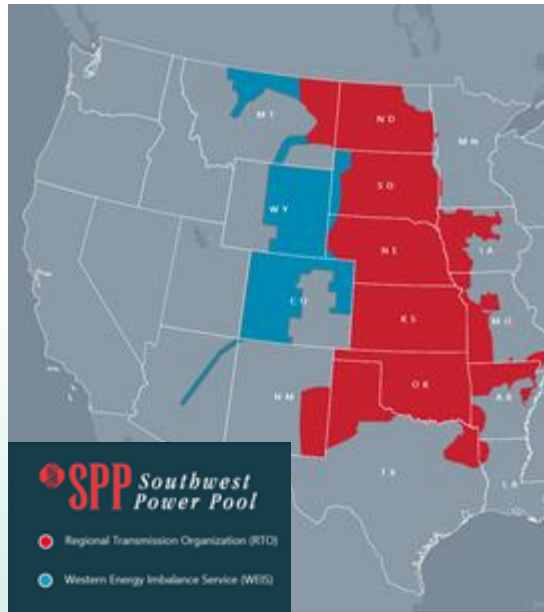 MT
ND
MN
SD
WY
NE
IA
CO
KS
MO
NM
OK
AR
TX
LA
SPP Southwest
Power Pool
Regional Transmission Organization (RTO)
Western Energy Imbalance Service (WEIS)